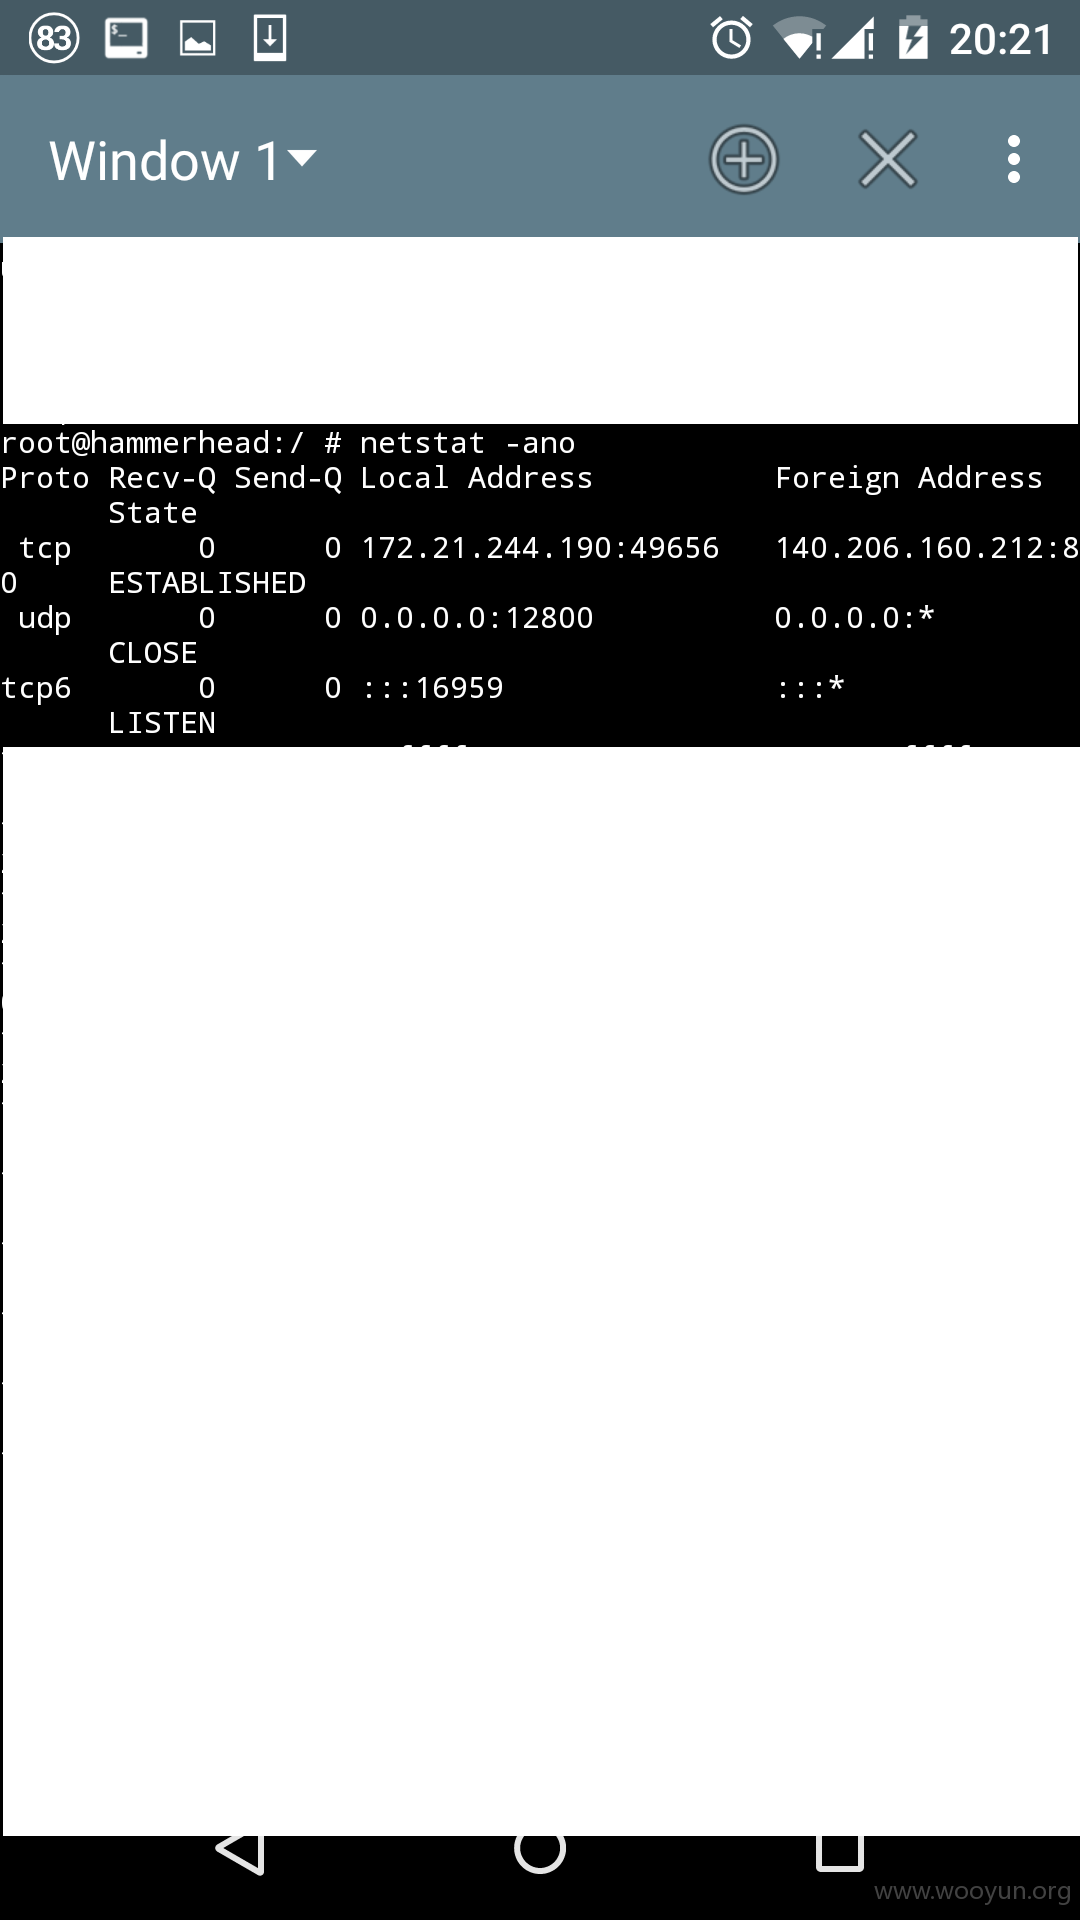 83
20:21
Window 1
root@hammerhead:/ # netstat -ano
Proto Recv-Q Send-Q Local Address Foreign Address
State
tcp 0 0 172.21.244.190:49656 140.206.160.212:8
0 ESTABLISHED
udp 0 0 0.0.0.0:12800 0.0.0.0:*
CLOSE
tcp6 0 0 :::16959 :::*
LISTEN
www.wooyun.org